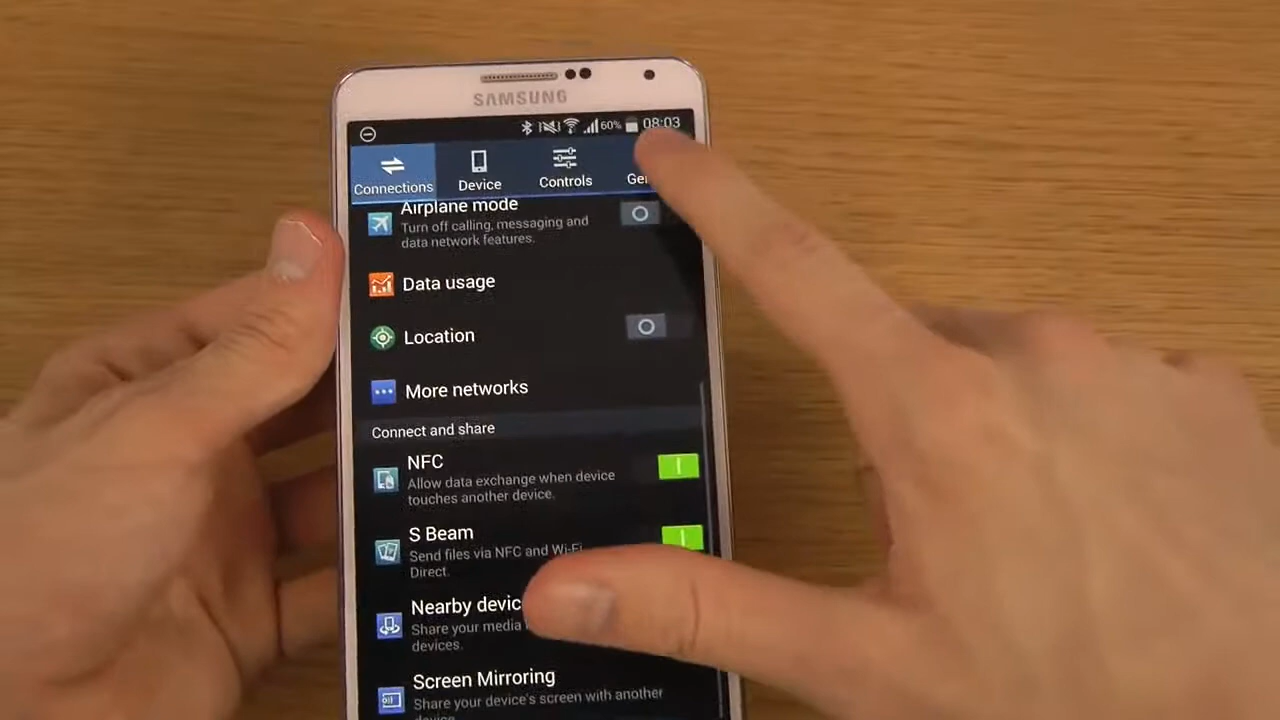 SAMSUNG
60% 08:03
Connections Device Controls
Airplane mode
Turn off calling, messaging and
data network features.
Data usage
Location
More networks
Connect and share
NFC
Allow data exchange when device
touches another device.
S Beam
Send files via NFC and Wi-Fi
Direct.
Nearby
Share your media
devices.
Screen Mirroring
Share your device's screen with another
device.